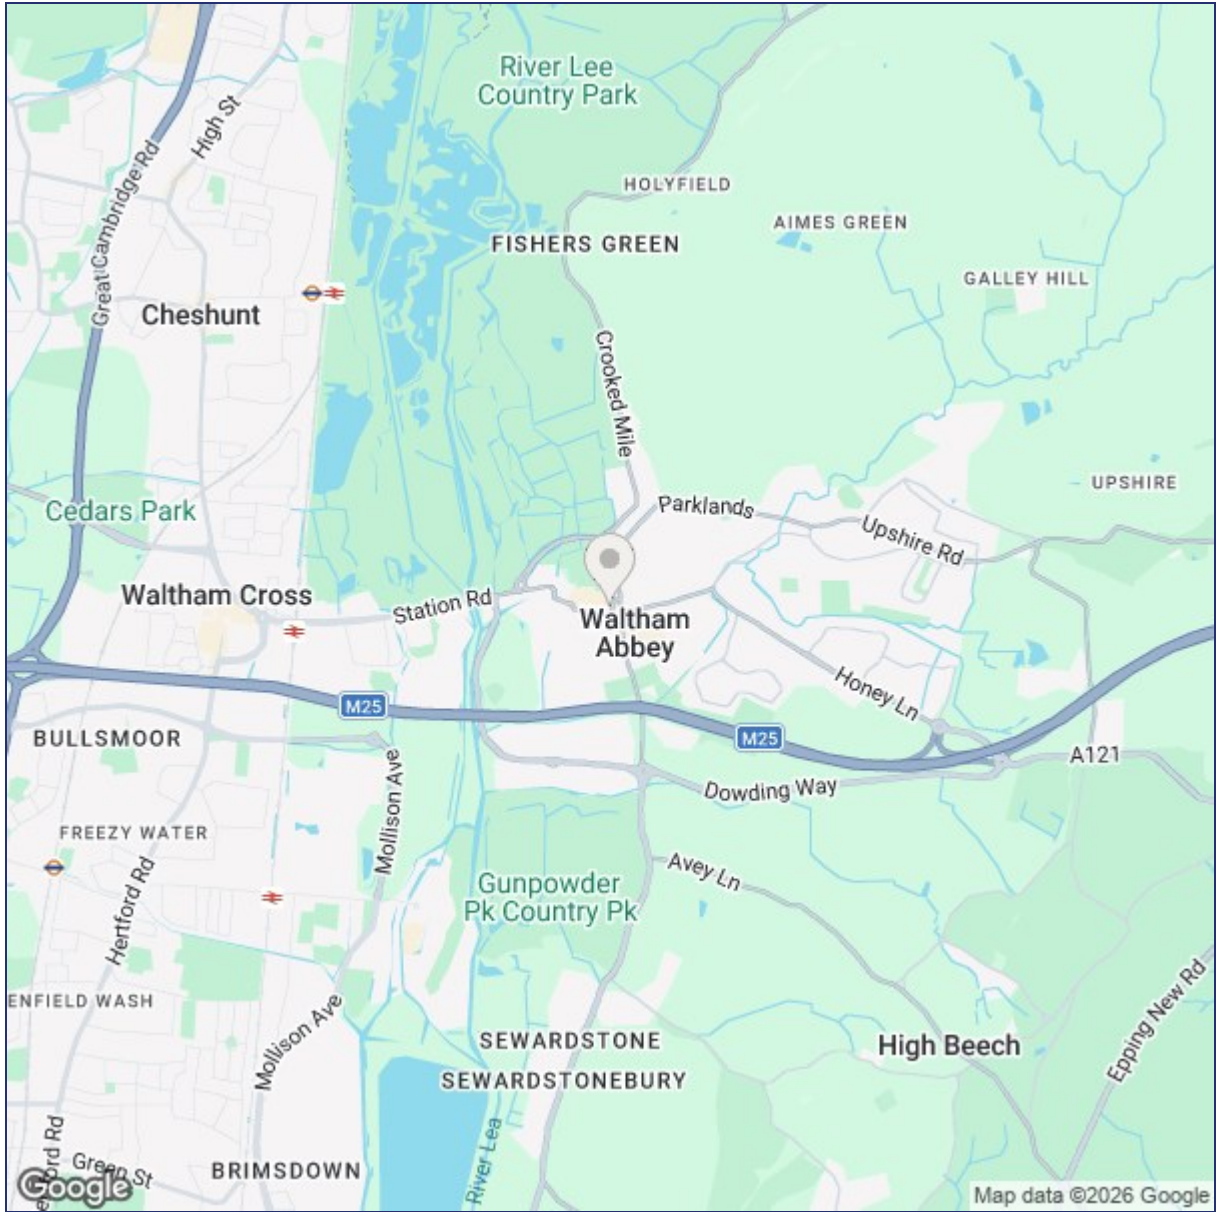 River Lee
Country Park
High St
Great Cambridge Rd
HOLYFIELD
AIMES GREEN
FISHERS GREEN
GALLEY HILL
Cheshunt
Crooked Mile
UPSHIRE
Cedars Park
Parklands
Upshire Rd
Waltham Cross
Station Rd
Waltham
Abbey
Honey Ln
M25
M25
BULLSMOOR
A121
Mollison Ave
Dowding Way
FREEZY WATER
Avey Ln
Gunpowder
Pk Country Pk
Hertford Rd
ENFIELD WASH
Mollison Ave
Epping New Rd
SEWARDSTONE
High Beech
SEWARDSTONEBURY
River Lea
Green St
BRIMSDOWN
Google
Map data ©2026 Google